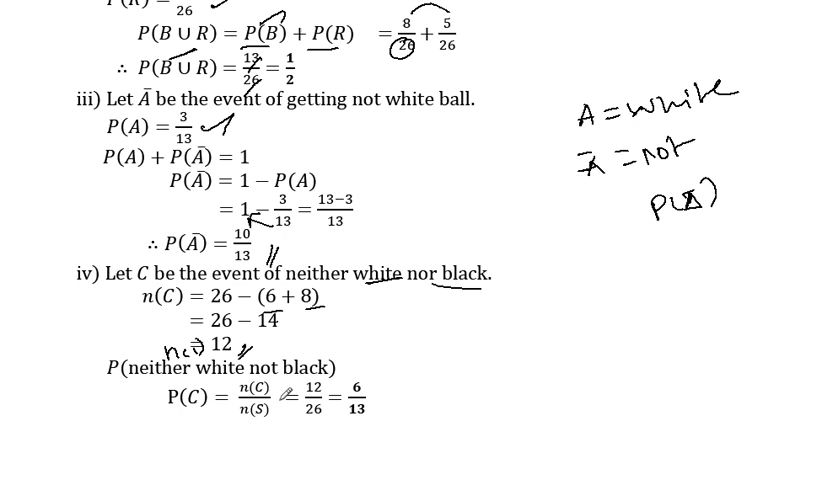 P(R) = 5/26
P(B ∪ R) = P(B) + P(R) = 8/26 + 5/26
∴ P(B ∪ R) = 13/26 = 1/2
iii) Let Ā be the event of getting not white ball.
P(A) = 3/13
P(A) + P(Ā) = 1
P(Ā) = 1 − P(A)
= 1 − 3/13 = 13−3/13
∴ P(Ā) = 10/13
iv) Let C be the event of neither white nor black.
n(C) = 26 − (6 + 8)
= 26 − 14
= 12
P(neither white not black)
P(C) = n(C)/n(S) = 12/26 = 6/13
A = white
Ā = not
P(A)